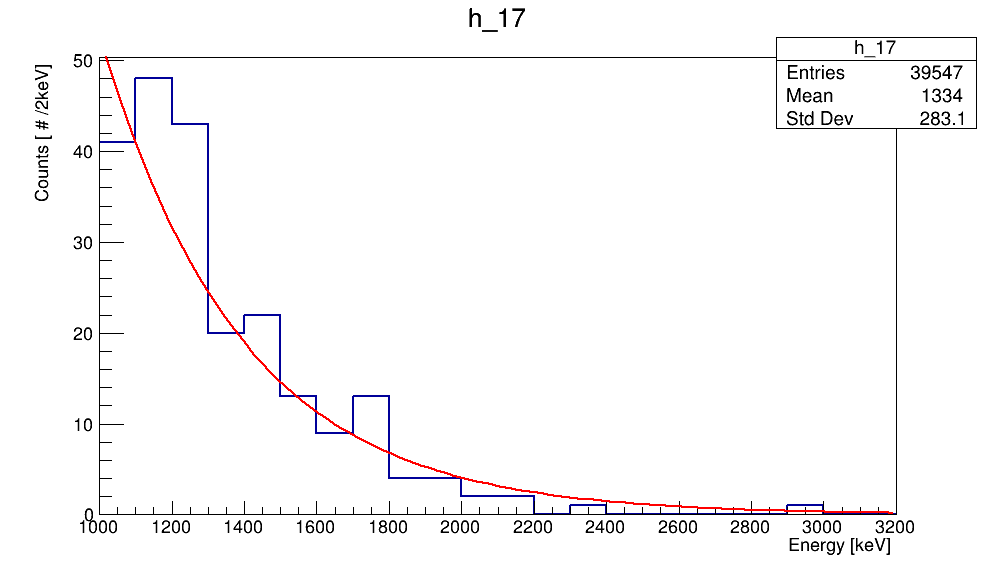 h_17
h_17
Entries 39547
Mean 1334
Std Dev 283.1
Counts [ # /2keV]
50
40
30
20
10
0
1000 1200 1400 1600 1800 2000 2200 2400 2600 2800 3000 3200
Energy [keV]